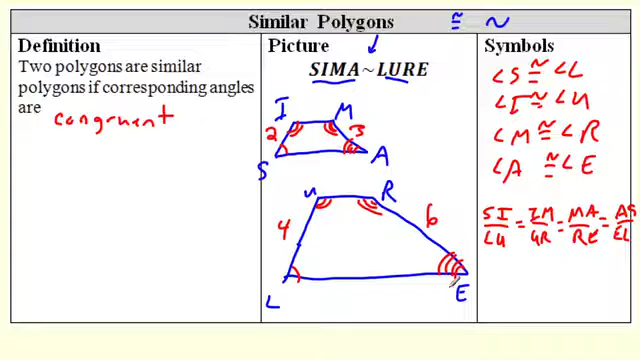 Similar Polygons ≅ ~
Definition
Two polygons are similar
polygons if corresponding angles
are congruent
Picture
SIMA~LURE
I M
2 3
S A
u R
4 6
L E
Symbols
∠S ≅ ∠L
∠I ≅ ∠U
∠M ≅ ∠R
∠A ≅ ∠E
SI/LU = IM/UR = MA/RE = AS/EL